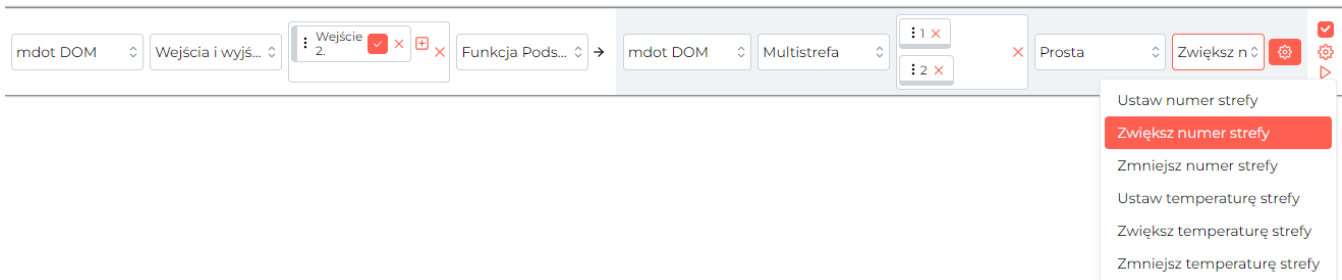 mdot DOM
Wejścia i wyjś...
Wejście
2.
Funkcja Pods...
mdot DOM
Multistrefa
1
2
Prosta
Zwiększ n
Ustaw numer strefy
Zwiększ numer strefy
Zmniejsz numer strefy
Ustaw temperaturę strefy
Zwiększ temperaturę strefy
Zmniejsz temperaturę strefy